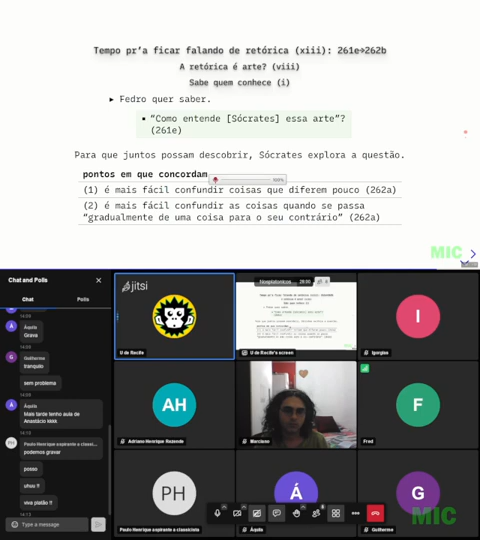 Tempo pr’a ficar falando de retórica (xiii): 261e→262b
A retórica é arte? (viii)
Sabe quem conhece (i)
▸ Fedro quer saber.
▪ “Como entende [Sócrates] essa arte”?
(261e)
Para que juntos possam descobrir, Sócrates explora a questão.
pontos em que concordam
100%
(1) é mais fácil confundir coisas que diferem pouco (262a)
(2) é mais fácil confundir as coisas quando se passa
“gradualmente de uma coisa para o seu contrário” (262a)
MIC
Chat and Polls
Chat
Polls
Áquila
Grava
Guilherme
tranquilo
sem problema
Áquila
Mais tarde tenho aula de
Anastácio kkkk
PH
Paulo Henrique aspirante a classici...
podemos gravar
posso
uhuu !!
viva platão !!
Type a message
jitsi
U do Recife
U do Recife's screen
I
AH
Adriano Henrique Rezende
Marciano
F
Fred
PH
Paulo Henrique aspirante a classicista
Á
Áquila
G
Guilherme
MIC